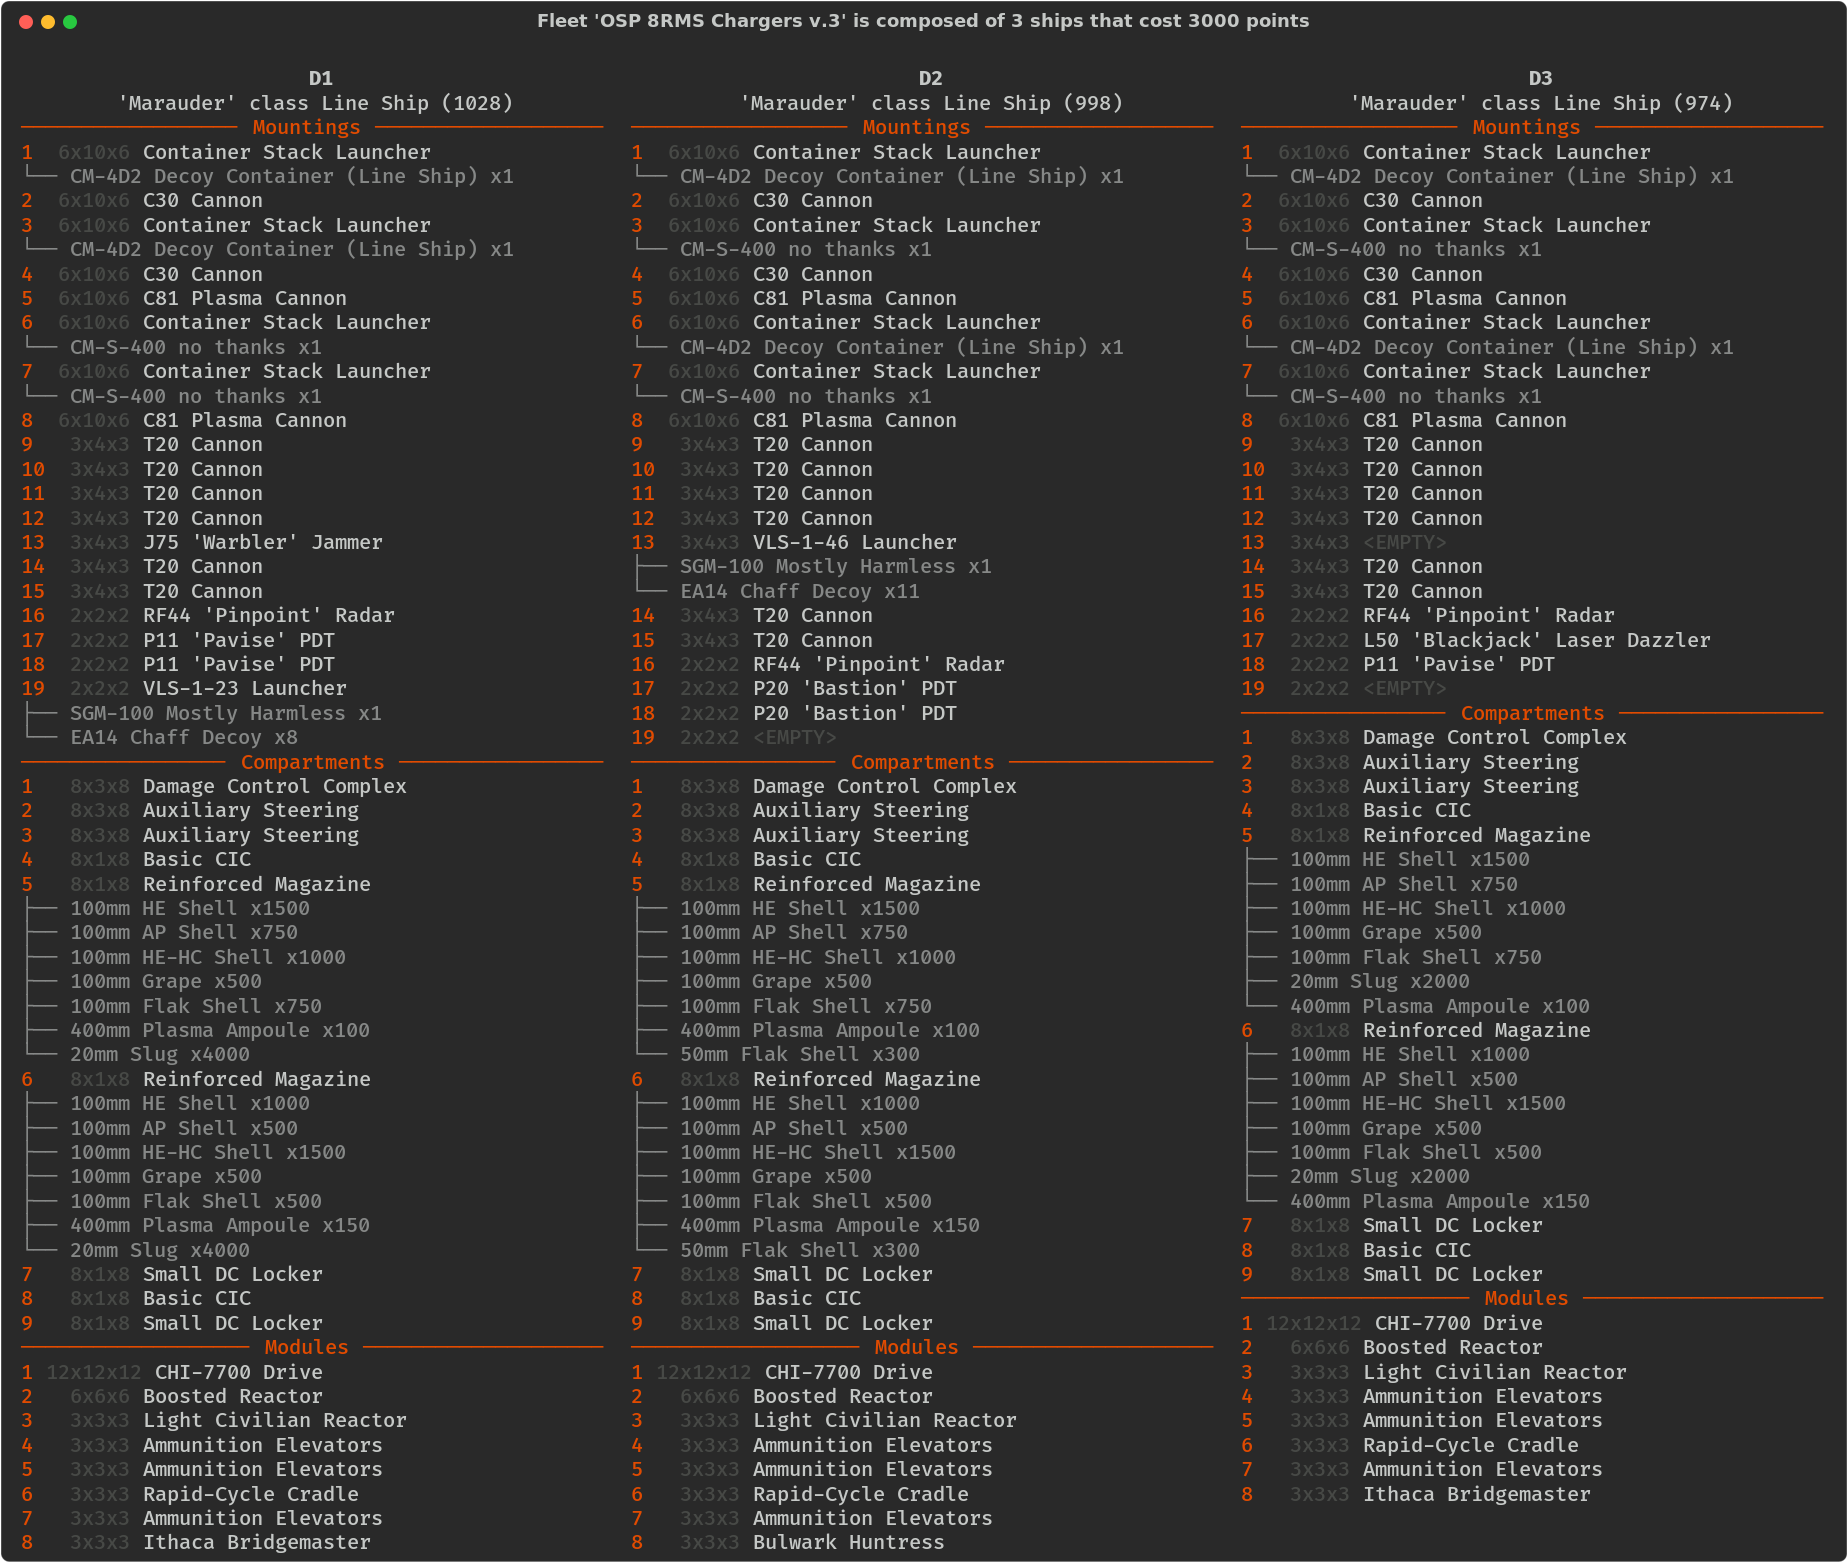 Fleet 'OSP 8RMS Chargers v.3' is composed of 3 ships that cost 3000 points
D1
'Marauder' class Line Ship (1028)
Mountings
1 6x10x6 Container Stack Launcher
CM-4D2 Decoy Container (Line Ship) x1
2 6x10x6 C30 Cannon
3 6x10x6 Container Stack Launcher
CM-4D2 Decoy Container (Line Ship) x1
4 6x10x6 C30 Cannon
5 6x10x6 C81 Plasma Cannon
6 6x10x6 Container Stack Launcher
CM-S-400 no thanks x1
7 6x10x6 Container Stack Launcher
CM-S-400 no thanks x1
8 6x10x6 C81 Plasma Cannon
9 3x4x3 T20 Cannon
10 3x4x3 T20 Cannon
11 3x4x3 T20 Cannon
12 3x4x3 T20 Cannon
13 3x4x3 J75 'Warbler' Jammer
14 3x4x3 T20 Cannon
15 3x4x3 T20 Cannon
16 2x2x2 RF44 'Pinpoint' Radar
17 2x2x2 P11 'Pavise' PDT
18 2x2x2 P11 'Pavise' PDT
19 2x2x2 VLS-1-23 Launcher
SGM-100 Mostly Harmless x1
EA14 Chaff Decoy x8
Compartments
1 8x3x8 Damage Control Complex
2 8x3x8 Auxiliary Steering
3 8x3x8 Auxiliary Steering
4 8x1x8 Basic CIC
5 8x1x8 Reinforced Magazine
100mm HE Shell x1500
100mm AP Shell x750
100mm HE-HC Shell x1000
100mm Grape x500
100mm Flak Shell x750
400mm Plasma Ampoule x100
20mm Slug x4000
6 8x1x8 Reinforced Magazine
100mm HE Shell x1000
100mm AP Shell x500
100mm HE-HC Shell x1500
100mm Grape x500
100mm Flak Shell x500
400mm Plasma Ampoule x150
20mm Slug x4000
7 8x1x8 Small DC Locker
8 8x1x8 Basic CIC
9 8x1x8 Small DC Locker
Modules
1 12x12x12 CHI-7700 Drive
2 6x6x6 Boosted Reactor
3 3x3x3 Light Civilian Reactor
4 3x3x3 Ammunition Elevators
5 3x3x3 Ammunition Elevators
6 3x3x3 Rapid-Cycle Cradle
7 3x3x3 Ammunition Elevators
8 3x3x3 Ithaca Bridgemaster
D2
'Marauder' class Line Ship (998)
Mountings
1 6x10x6 Container Stack Launcher
CM-4D2 Decoy Container (Line Ship) x1
2 6x10x6 C30 Cannon
3 6x10x6 Container Stack Launcher
CM-S-400 no thanks x1
4 6x10x6 C30 Cannon
5 6x10x6 C81 Plasma Cannon
6 6x10x6 Container Stack Launcher
CM-4D2 Decoy Container (Line Ship) x1
7 6x10x6 Container Stack Launcher
CM-S-400 no thanks x1
8 6x10x6 C81 Plasma Cannon
9 3x4x3 T20 Cannon
10 3x4x3 T20 Cannon
11 3x4x3 T20 Cannon
12 3x4x3 T20 Cannon
13 3x4x3 VLS-1-46 Launcher
SGM-100 Mostly Harmless x1
EA14 Chaff Decoy x11
14 3x4x3 T20 Cannon
15 3x4x3 T20 Cannon
16 2x2x2 RF44 'Pinpoint' Radar
17 2x2x2 P20 'Bastion' PDT
18 2x2x2 P20 'Bastion' PDT
19 2x2x2 <EMPTY>
Compartments
1 8x3x8 Damage Control Complex
2 8x3x8 Auxiliary Steering
3 8x3x8 Auxiliary Steering
4 8x1x8 Basic CIC
5 8x1x8 Reinforced Magazine
100mm HE Shell x1500
100mm AP Shell x750
100mm HE-HC Shell x1000
100mm Grape x500
100mm Flak Shell x750
400mm Plasma Ampoule x100
50mm Flak Shell x300
6 8x1x8 Reinforced Magazine
100mm HE Shell x1000
100mm AP Shell x500
100mm HE-HC Shell x1500
100mm Grape x500
100mm Flak Shell x500
400mm Plasma Ampoule x150
50mm Flak Shell x300
7 8x1x8 Small DC Locker
8 8x1x8 Basic CIC
9 8x1x8 Small DC Locker
Modules
1 12x12x12 CHI-7700 Drive
2 6x6x6 Boosted Reactor
3 3x3x3 Light Civilian Reactor
4 3x3x3 Ammunition Elevators
5 3x3x3 Ammunition Elevators
6 3x3x3 Rapid-Cycle Cradle
7 3x3x3 Ammunition Elevators
8 3x3x3 Bulwark Huntress
D3
'Marauder' class Line Ship (974)
Mountings
1 6x10x6 Container Stack Launcher
CM-4D2 Decoy Container (Line Ship) x1
2 6x10x6 C30 Cannon
3 6x10x6 Container Stack Launcher
CM-S-400 no thanks x1
4 6x10x6 C30 Cannon
5 6x10x6 C81 Plasma Cannon
6 6x10x6 Container Stack Launcher
CM-4D2 Decoy Container (Line Ship) x1
7 6x10x6 Container Stack Launcher
CM-S-400 no thanks x1
8 6x10x6 C81 Plasma Cannon
9 3x4x3 T20 Cannon
10 3x4x3 T20 Cannon
11 3x4x3 T20 Cannon
12 3x4x3 T20 Cannon
13 3x4x3 <EMPTY>
14 3x4x3 T20 Cannon
15 3x4x3 T20 Cannon
16 2x2x2 RF44 'Pinpoint' Radar
17 2x2x2 L50 'Blackjack' Laser Dazzler
18 2x2x2 P11 'Pavise' PDT
19 2x2x2 <EMPTY>
Compartments
1 8x3x8 Damage Control Complex
2 8x3x8 Auxiliary Steering
3 8x3x8 Auxiliary Steering
4 8x1x8 Basic CIC
5 8x1x8 Reinforced Magazine
100mm HE Shell x1500
100mm AP Shell x750
100mm HE-HC Shell x1000
100mm Grape x500
100mm Flak Shell x750
20mm Slug x2000
400mm Plasma Ampoule x100
6 8x1x8 Reinforced Magazine
100mm HE Shell x1000
100mm AP Shell x500
100mm HE-HC Shell x1500
100mm Grape x500
100mm Flak Shell x500
20mm Slug x2000
400mm Plasma Ampoule x150
7 8x1x8 Small DC Locker
8 8x1x8 Basic CIC
9 8x1x8 Small DC Locker
Modules
1 12x12x12 CHI-7700 Drive
2 6x6x6 Boosted Reactor
3 3x3x3 Light Civilian Reactor
4 3x3x3 Ammunition Elevators
5 3x3x3 Ammunition Elevators
6 3x3x3 Rapid-Cycle Cradle
7 3x3x3 Ammunition Elevators
8 3x3x3 Ithaca Bridgemaster